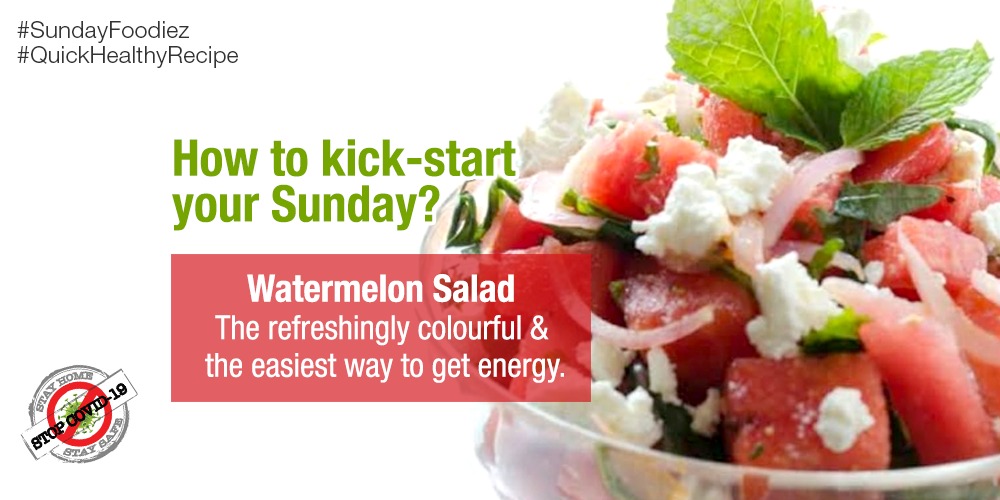 #SundayFoodiez
#QuickHealthyRecipe
How to kick-start
your Sunday?
Watermelon Salad
The refreshingly colourful &
the easiest way to get energy.
STAY HOME
STOP COVID-19
STAY SAFE